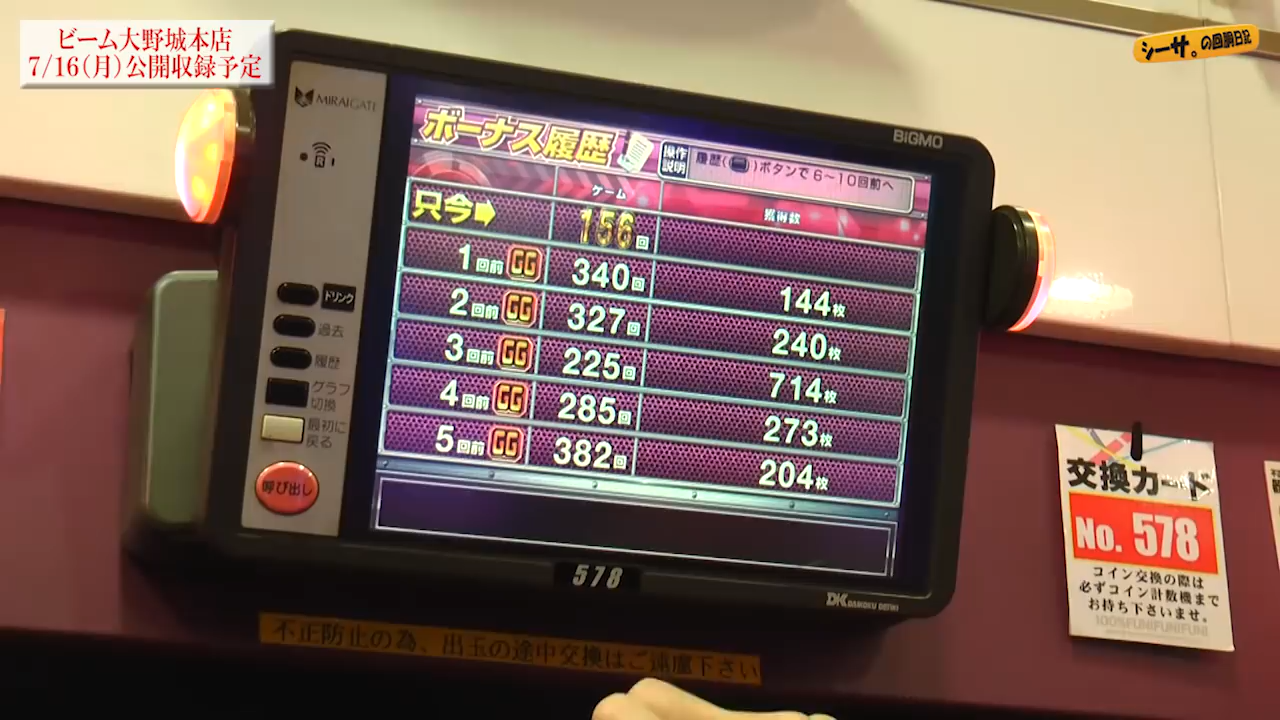 ビーム大野城本店
7/16(月)公開収録予定
シーサ。の回胴日記
MIRAIGATE
BiGMO
ボーナス履歴
操作説明
履歴( )ボタンで6~10回前へ
ゲーム
獲得数
只今 156回
1回前 GG 340回 144枚
2回前 GG 327回 240枚
3回前 GG 225回 714枚
4回前 GG 285回 273枚
5回前 GG 382回 204枚
ドリンク
過去
履歴
グラフ
切換
最初に
戻る
呼び出し
578
DK DAIKOKU DENKI
交換カード
No. 578
コイン交換の際は
必ずコイン計数機まで
お持ち下さいませ。
100%FUN!FUN!FUN!
不正防止の為、出玉の途中交換はご遠慮下さい